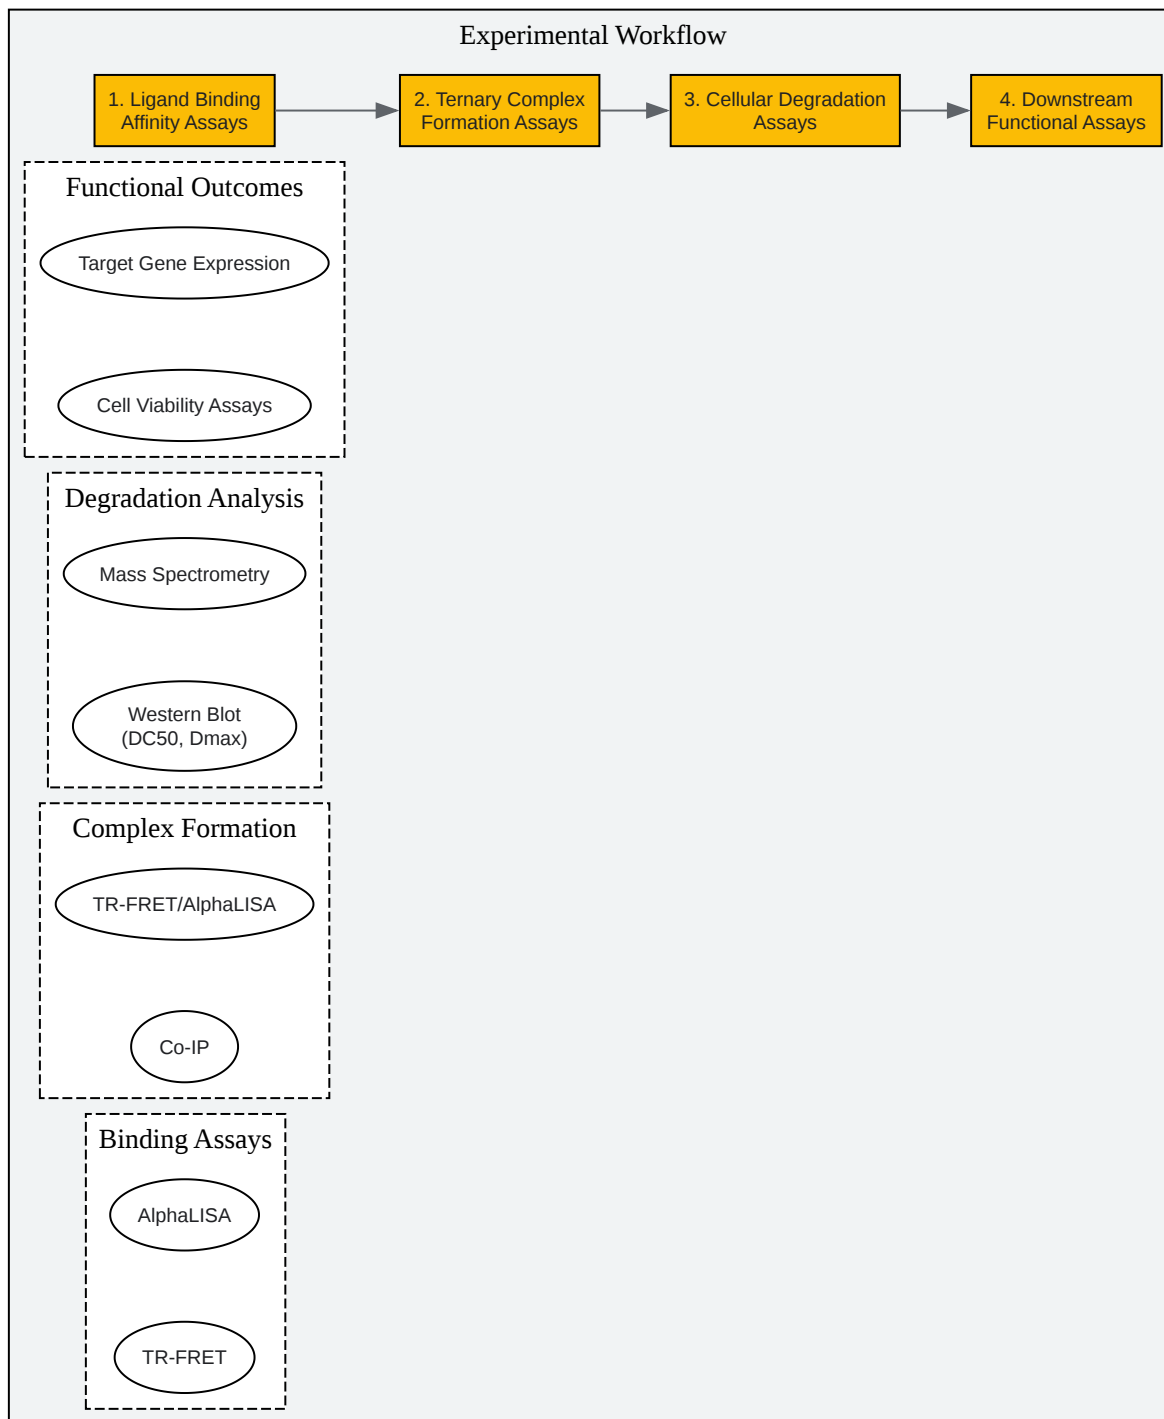 Experimental Workflow
1. Ligand Binding
Affinity Assays
2. Ternary Complex
Formation Assays
3. Cellular Degradation
Assays
4. Downstream
Functional Assays
Functional Outcomes
Target Gene Expression
Cell Viability Assays
Degradation Analysis
Mass Spectrometry
Western Blot
(DC50, Dmax)
Complex Formation
TR-FRET/AlphaLISA
Co-IP
Binding Assays
AlphaLISA
TR-FRET